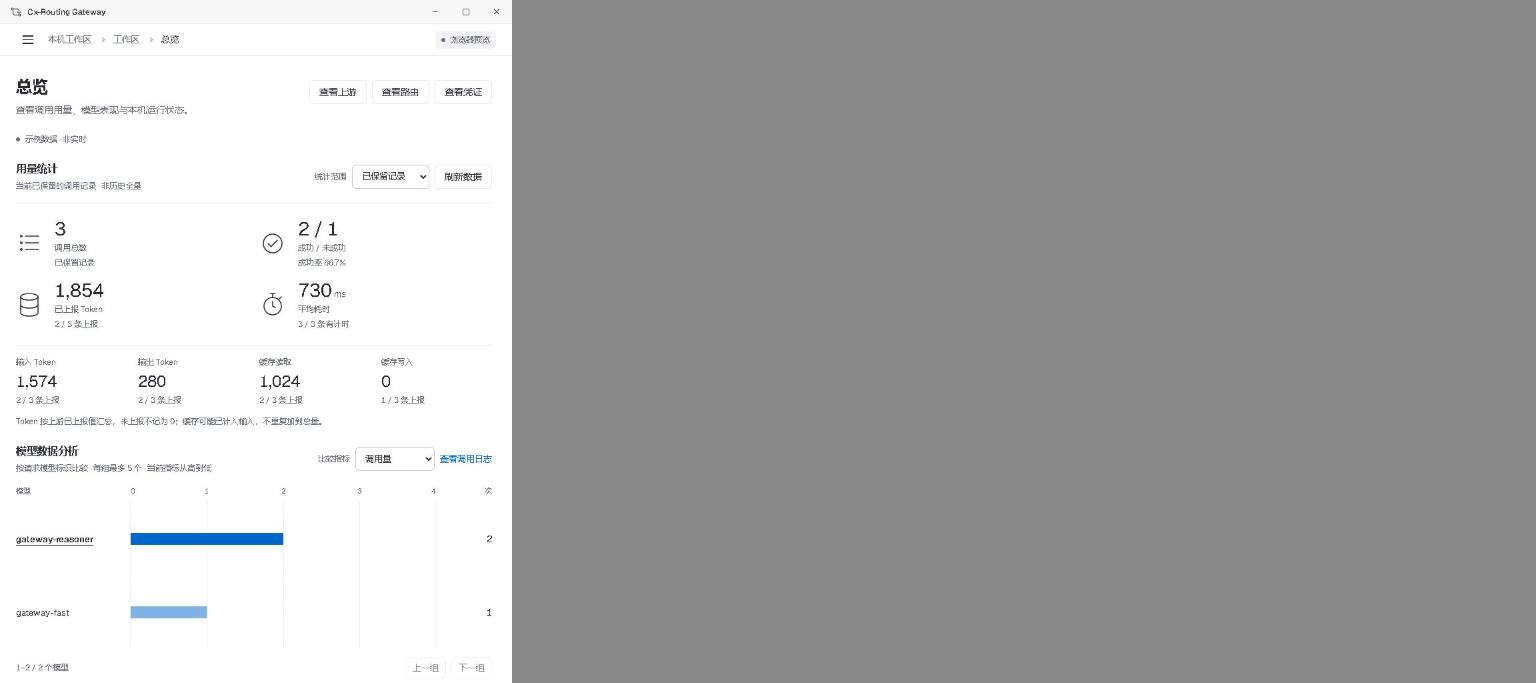 Cx-Routing Gateway
本机工作区 › 工作区 › 总览
浏览器预览
总览
查看上游 查看路由 查看凭证
查看调用用量、模型表现与本机运行状态。
示例数据 · 非实时
用量统计
当前已保留的调用记录 · 非历史全量
统计范围 已保留记录 刷新数据
3
调用总数
已保留记录
2 / 1
成功 / 未成功
成功率 66.7%
1,854
已上报 Token
2 / 3 条上报
730 ms
平均耗时
3 / 3 条有计时
输入 Token 输出 Token 缓存读取 缓存写入
1,574 280 1,024 0
2 / 3 条上报 2 / 3 条上报 2 / 3 条上报 1 / 3 条上报
Token 按上游已上报值汇总，未上报不记为 0；缓存可能已计入输入，不重复加到总量。
模型数据分析
按请求模型标识比较 · 每组最多 5 个 · 当前指标从高到低
比较指标 调用量 查看调用日志
模型 0 1 2 3 4 次
gateway-reasoner 2
gateway-fast 1
1–2 / 2 个模型
上一组 下一组